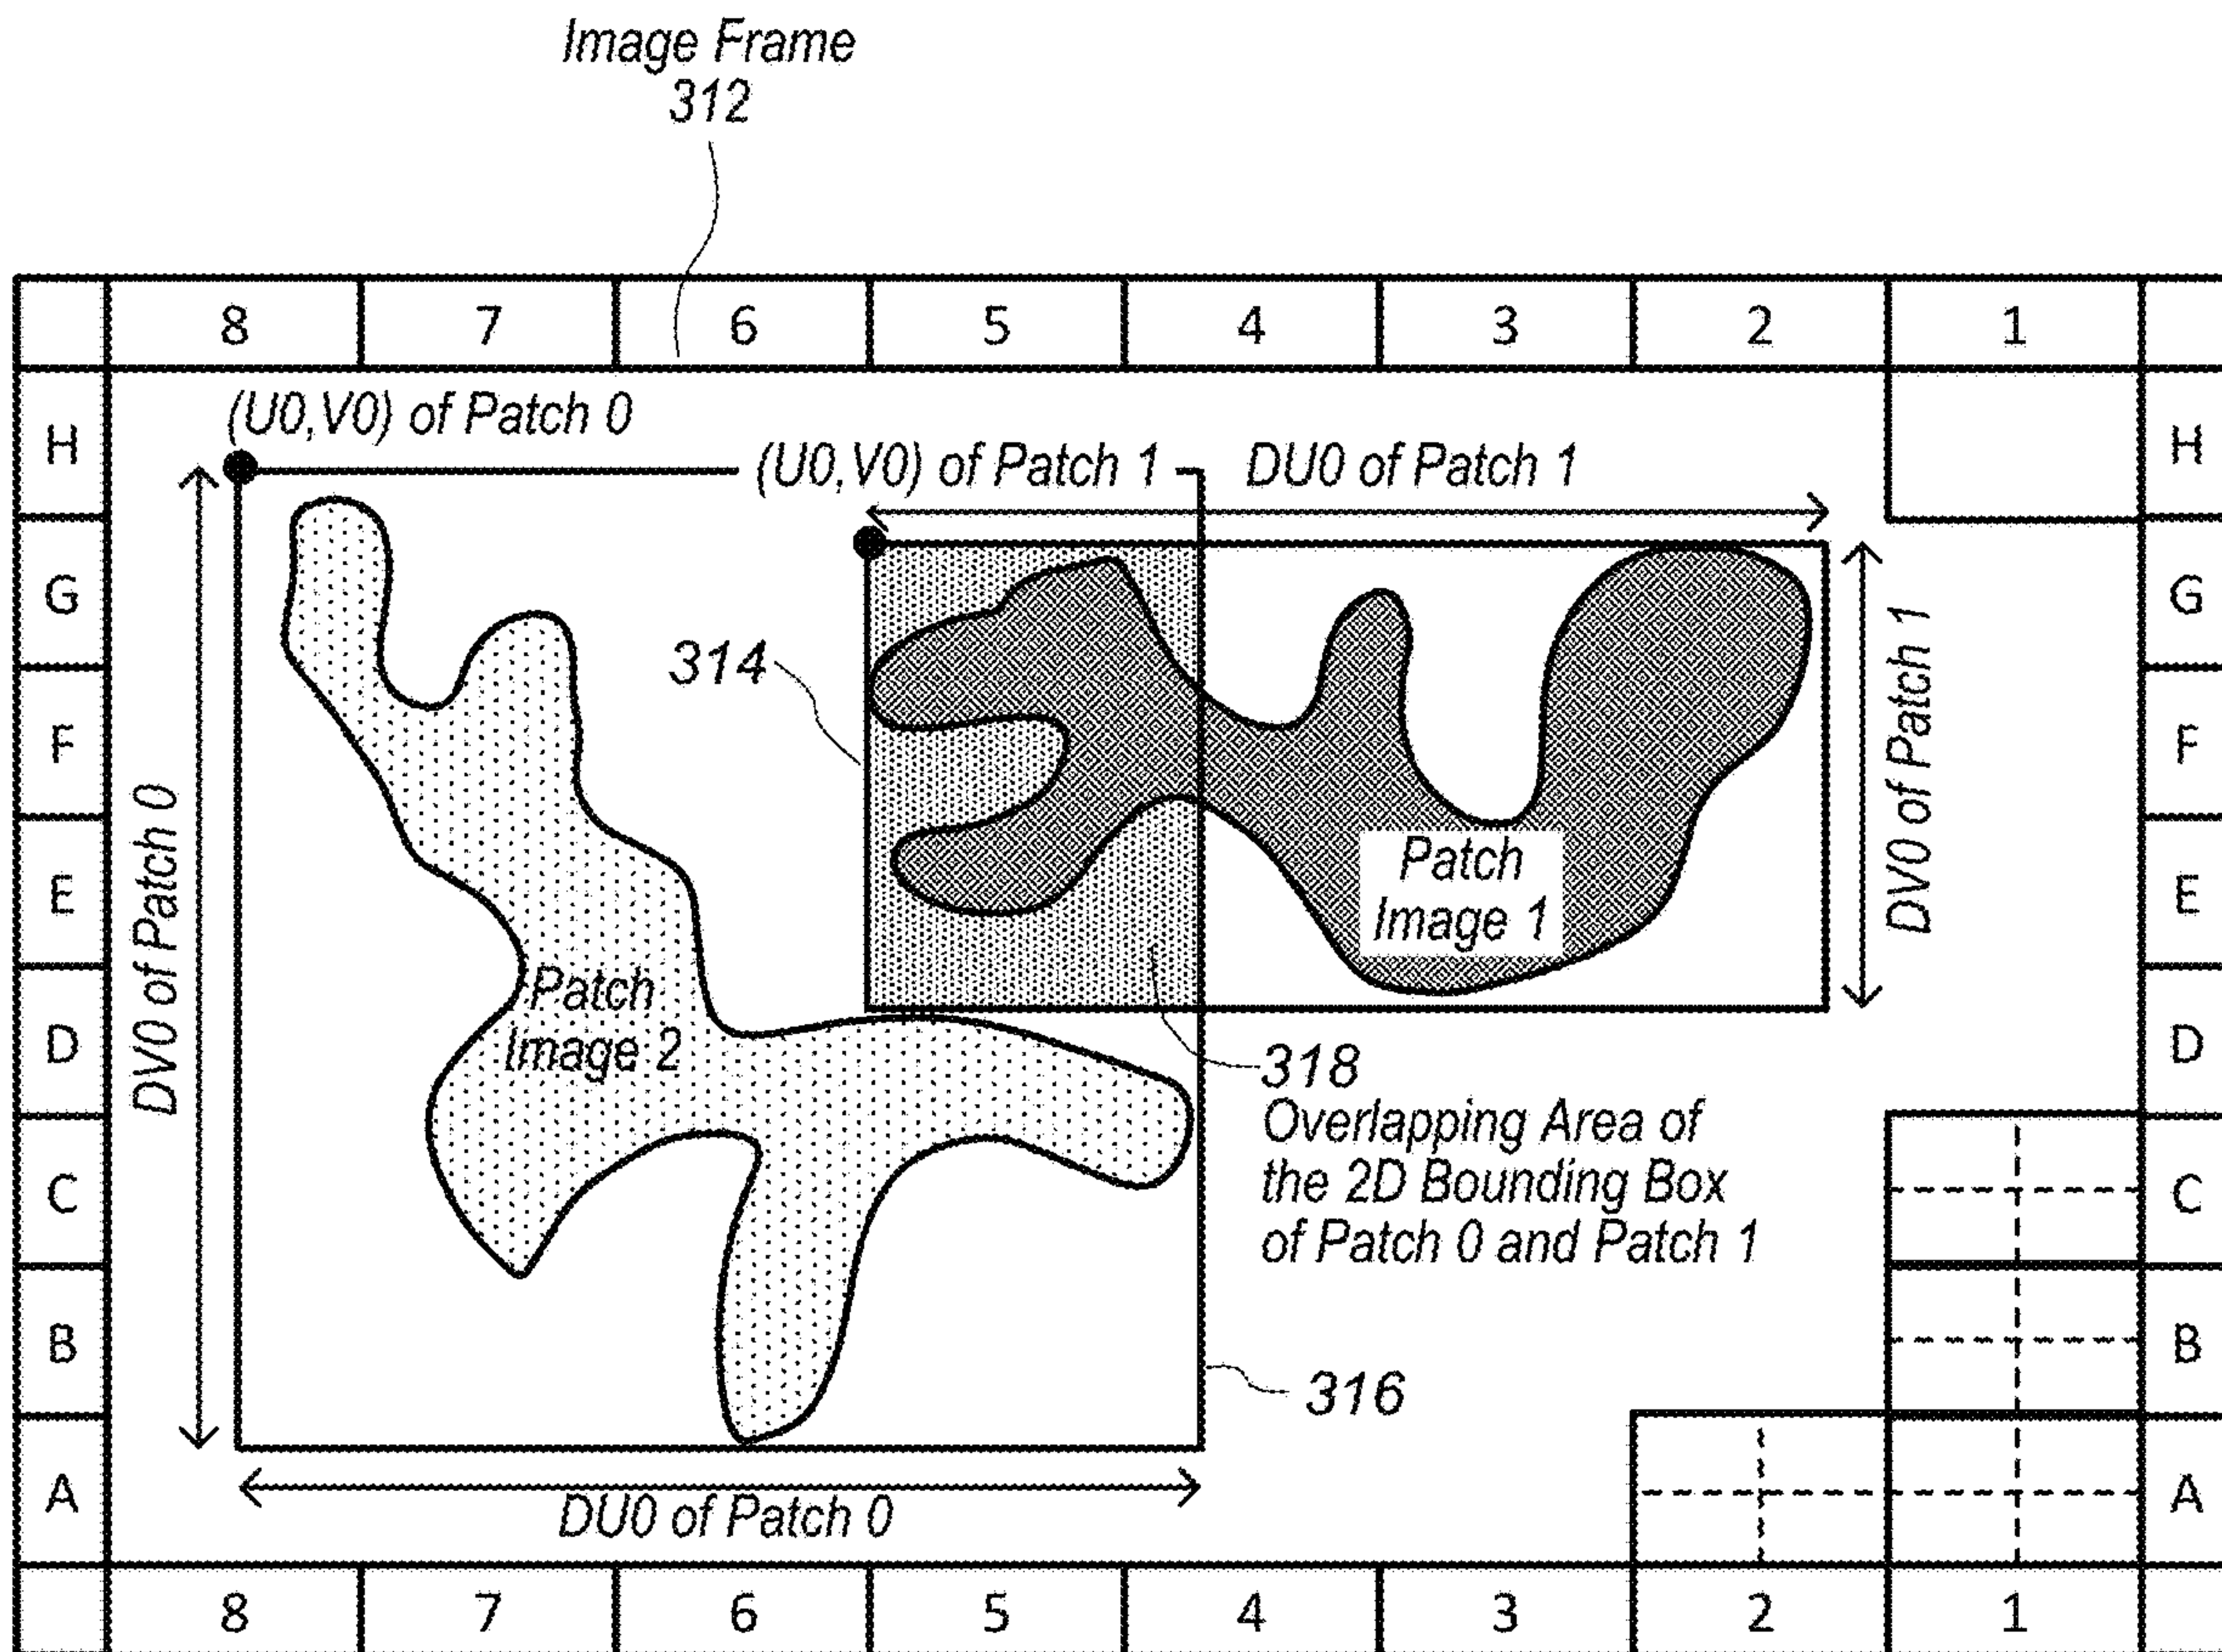 Image Frame
312
8 7 6 5 4 3 2 1
H H
(U0,V0) of Patch 0
(U0,V0) of Patch 1
DU0 of Patch 1
G G
314
DV0 of Patch 1
F F
DV0 of Patch 0
E E
Patch
Image 1
Patch
Image 2
D D
318
Overlapping Area of
the 2D Bounding Box
of Patch 0 and Patch 1
C C
B B
316
A A
DU0 of Patch 0
8 7 6 5 4 3 2 1